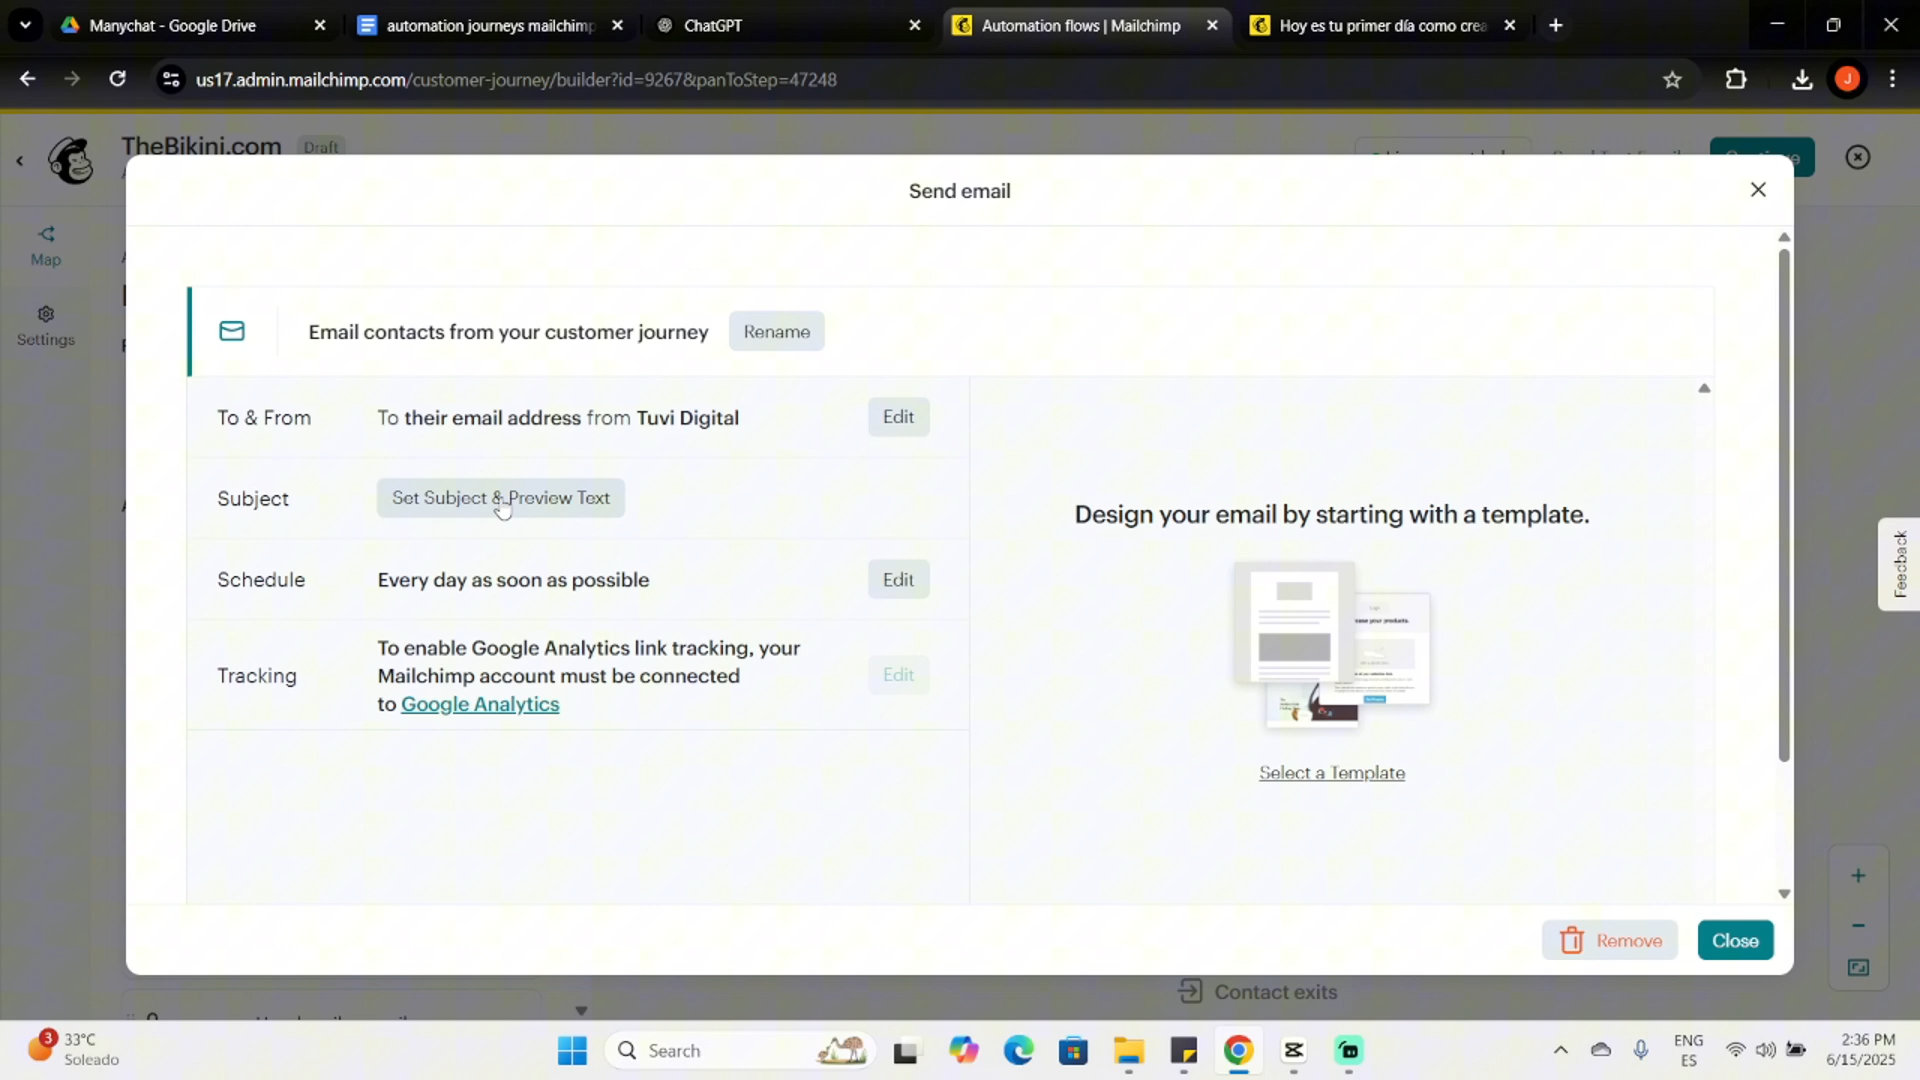 Manychat - Google Drive
automation journeys mailchimp
ChatGPT
Automation flows | Mailchimp
Hoy es tu primer día como crea
us17.admin.mailchimp.com/customer-journey/builder?id=9267&panToStep=47248
J
TheBikini.com
Draft
Map
Settings
Send email
Email contacts from your customer journey
Rename
To & From
To their email address from Tuvi Digital
Edit
Subject
Set Subject & Preview Text
Schedule
Every day as soon as possible
Edit
Tracking
To enable Google Analytics link tracking, your
Mailchimp account must be connected
to Google Analytics
Edit
Design your email by starting with a template.
Select a Template
Feedback
Remove
Close
Contact exits
3
33°C
Soleado
Search
ENG
ES
2:36 PM
6/15/2025